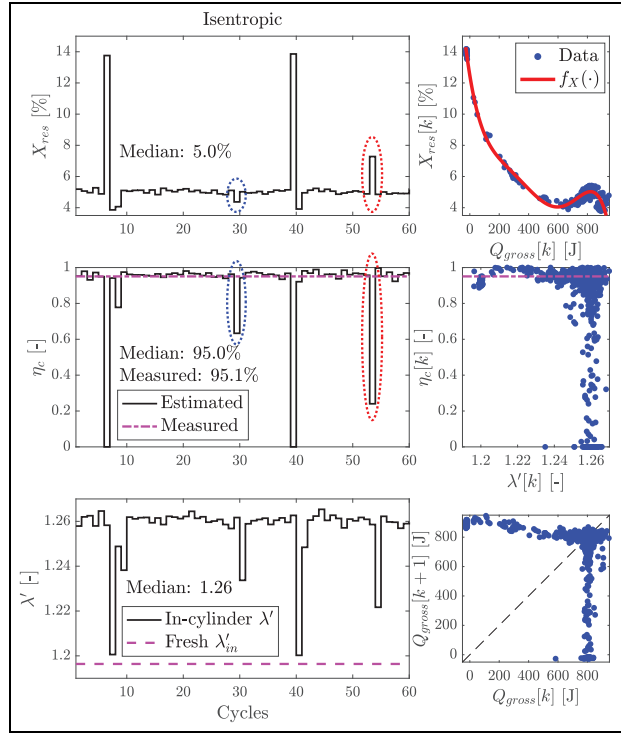 Isentropic
X_res [%]
14
12
10
8
6
4
Median: 5.0%
10 20 30 40 50 60
X_res[k] [%]
14
12
10
8
6
4
Data
f_X(·)
0 200 400 600 800
Q_gross[k] [J]
η_c [-]
1
0.8
0.6
0.4
0.2
0
Median: 95.0%
Measured: 95.1%
Estimated
Measured
10 20 30 40 50 60
η_c[k] [-]
1
0.8
0.6
0.4
0.2
0
1.2 1.22 1.24 1.26
λ′[k] [-]
λ′ [-]
1.26
1.24
1.22
1.2
Median: 1.26
In-cylinder λ′
Fresh λ′_in
10 20 30 40 50 60
Cycles
Q_gross[k + 1] [J]
800
600
400
200
0
0 200 400 600 800
Q_gross[k] [J]